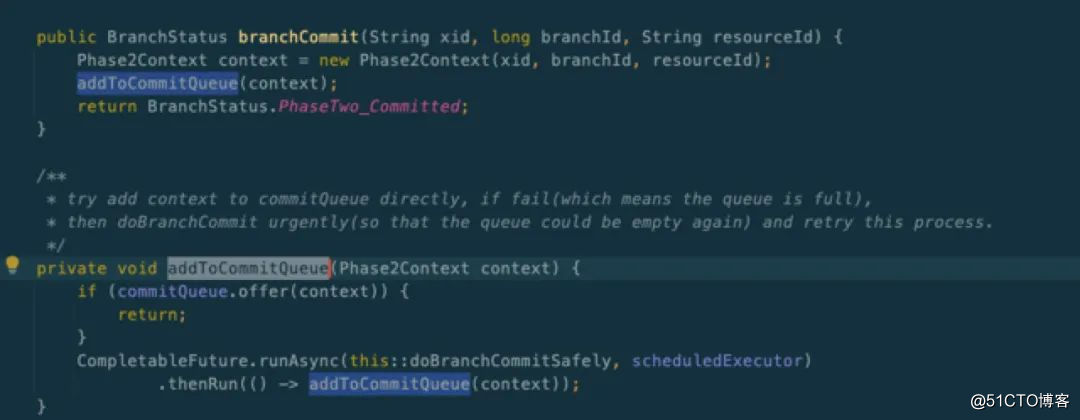 public BranchStatus branchCommit(String xid, long branchId, String resourceId) {
Phase2Context context = new Phase2Context(xid, branchId, resourceId);
addToCommitQueue(context);
return BranchStatus.PhaseTwo_Committed;
}
/**
* try add context to commitQueue directly, if fail(which means the queue is full),
* then doBranchCommit urgently(so that the queue could be empty again) and retry this process.
*/
private void addToCommitQueue(Phase2Context context) {
if (commitQueue.offer(context)) {
return;
}
CompletableFuture.runAsync(this::doBranchCommitSafely, scheduledExecutor)
.thenRun(() -> addToCommitQueue(context));
}
@51CTO博客